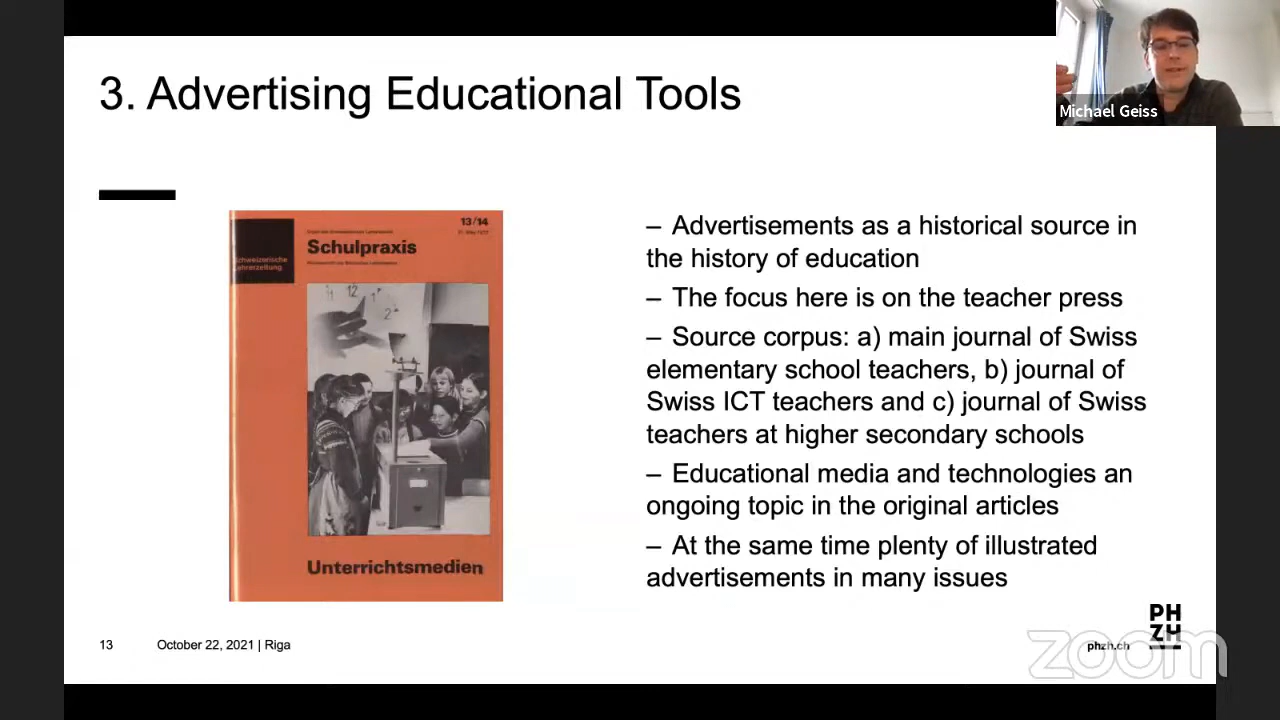 3. Advertising Educational Tools
Michael Geiss
13/14
Schulpraxis
Schweizerische
Lehrerzeitung
Unterrichtsmedien
– Advertisements as a historical source in
the history of education
– The focus here is on the teacher press
– Source corpus: a) main journal of Swiss
elementary school teachers, b) journal of
Swiss ICT teachers and c) journal of Swiss
teachers at higher secondary schools
– Educational media and technologies an
ongoing topic in the original articles
– At the same time plenty of illustrated
advertisements in many issues
13 October 22, 2021 | Riga
phzh.ch
PH
ZH
zoom